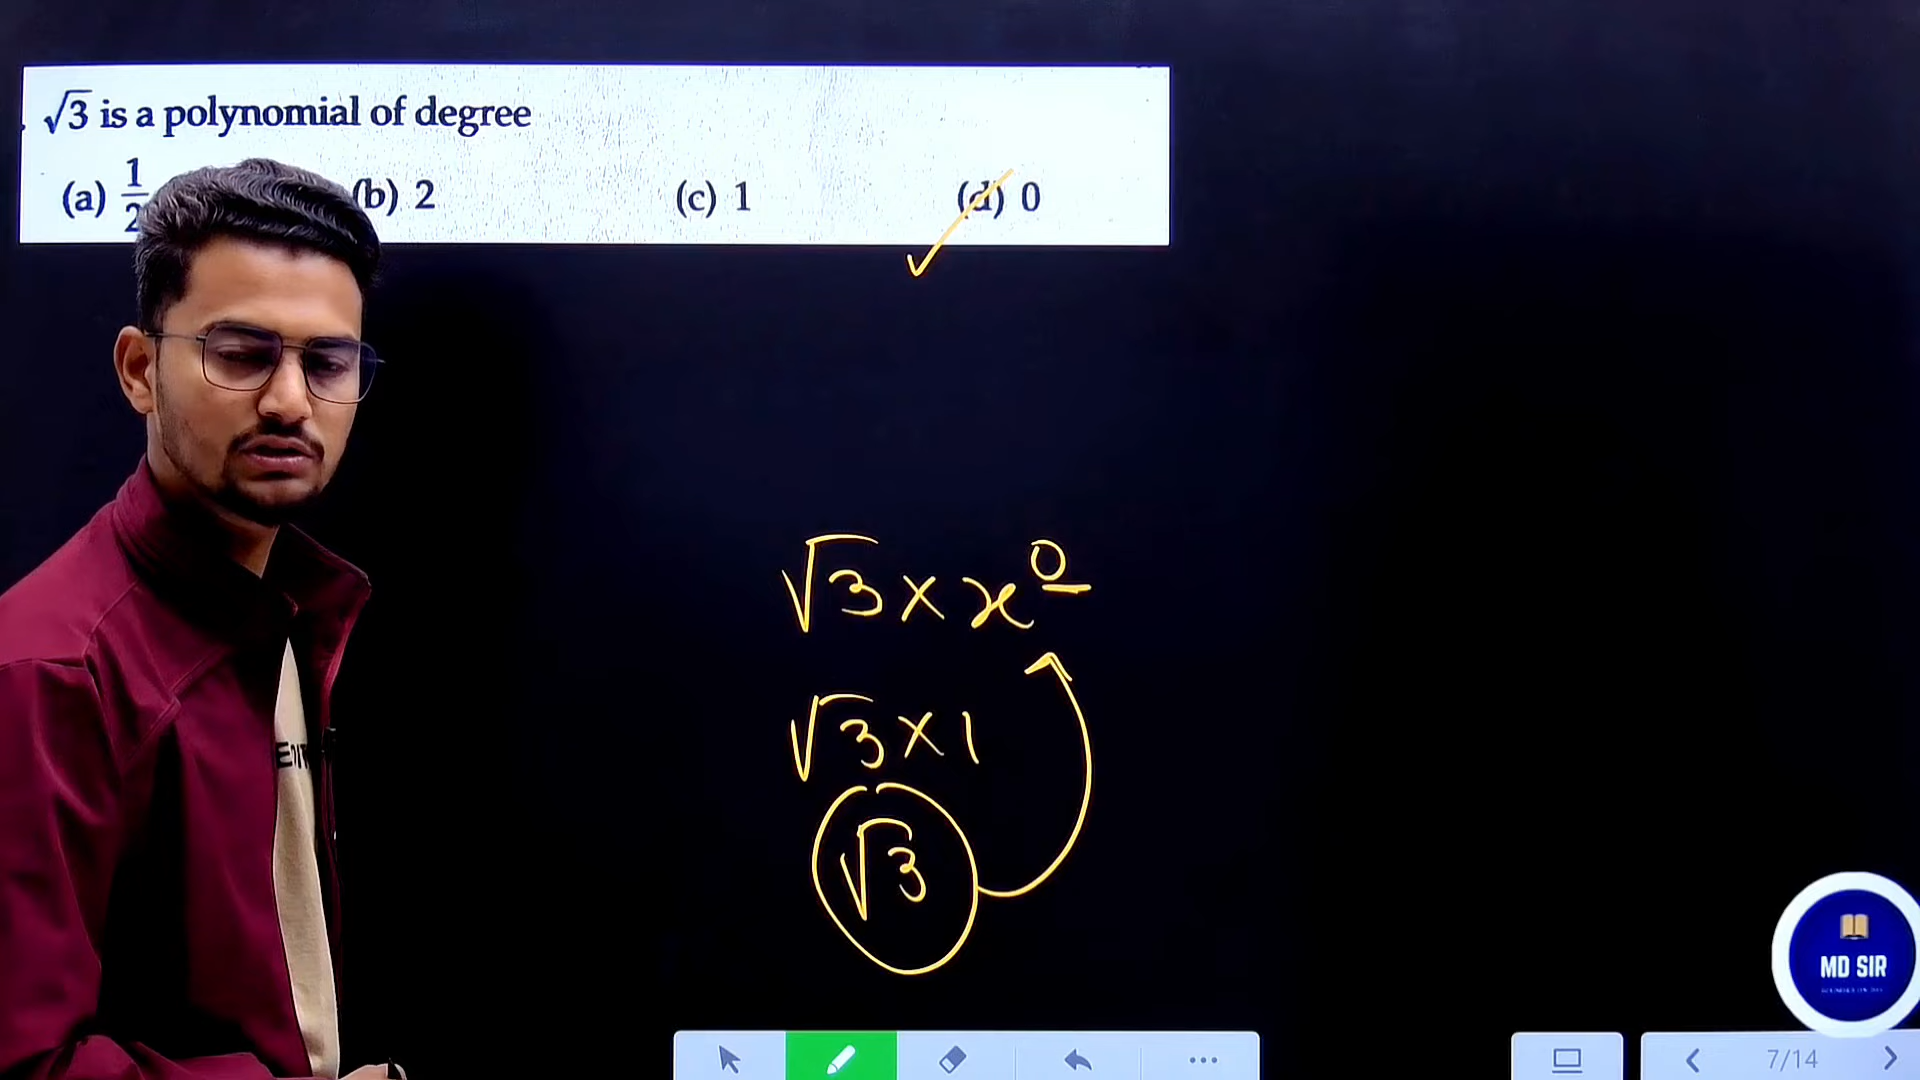 √3 is a polynomial of degree
(a) 1/2 (b) 2 (c) 1 (d) 0
√3 × x⁰
√3 × 1
√3
EDIT
MD SIR
7/14